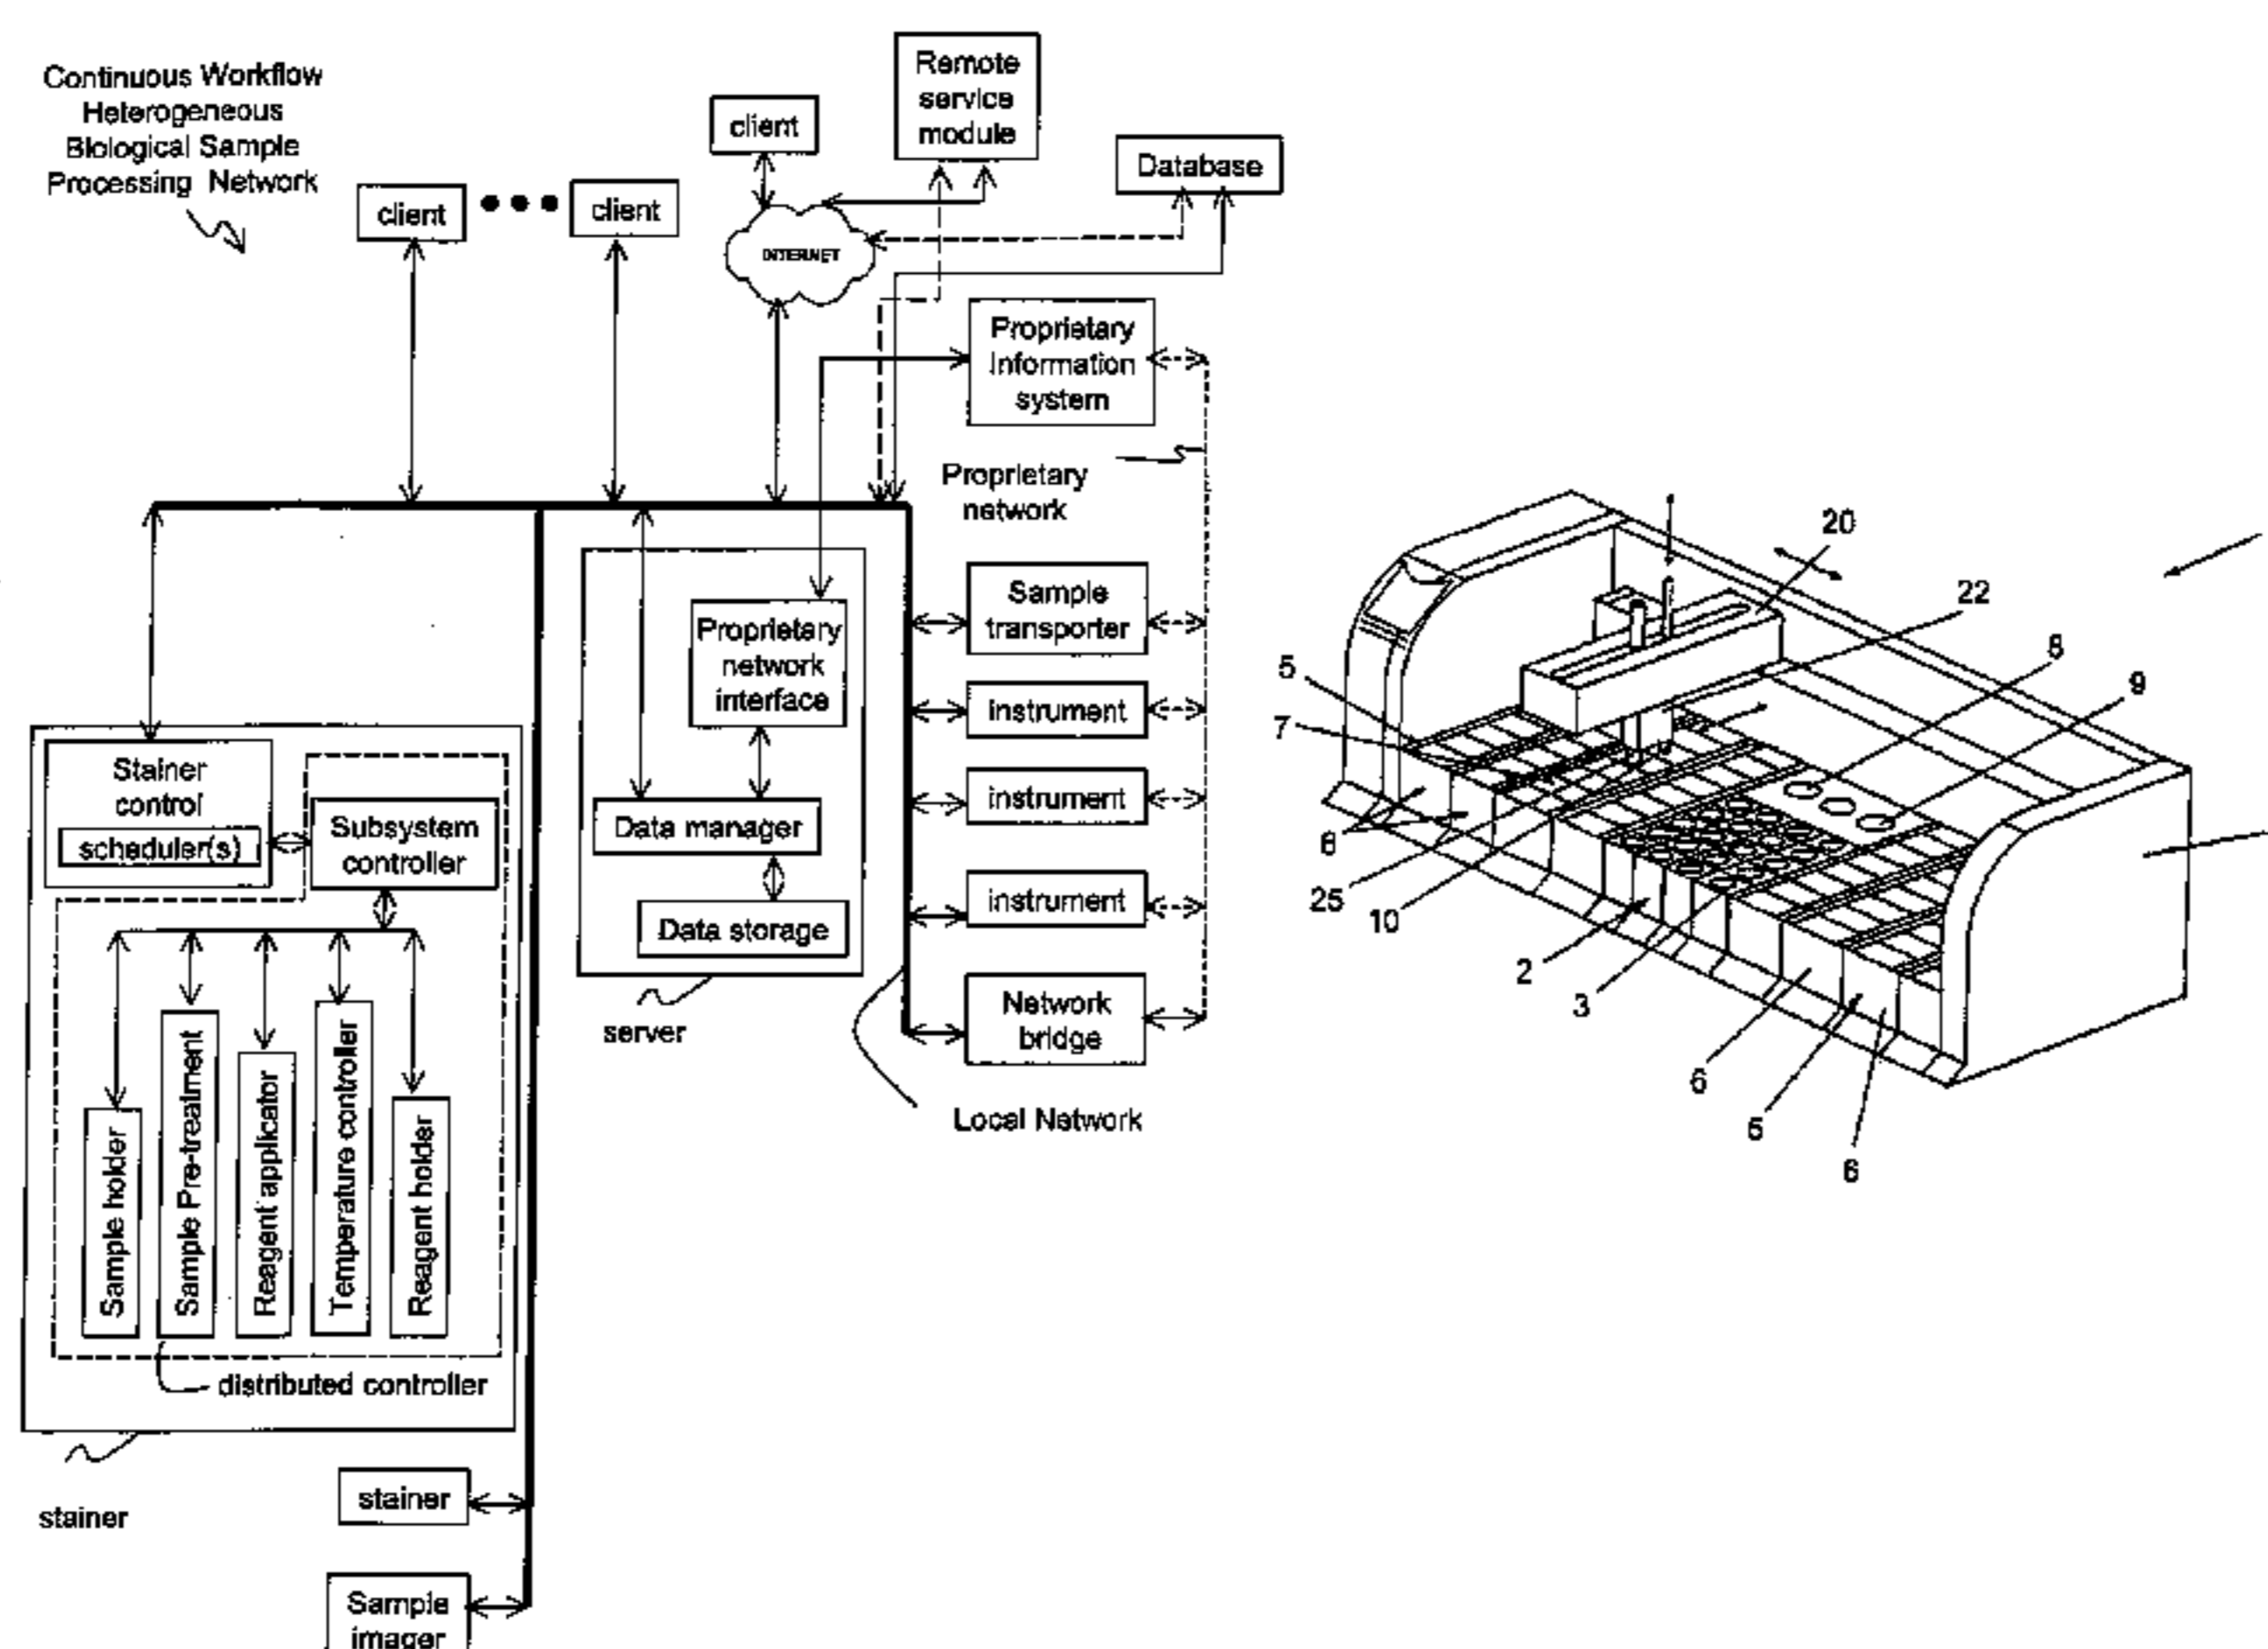 Continuous Workflow
Heterogeneous
Biological Sample
Processing Network
client
client
client
Remote
service
module
Database
INTERNET
Proprietary
Information
system
Proprietary
network
Sample
transporter
instrument
instrument
instrument
Network
bridge
Local Network
Proprietary
network
interface
Data manager
Data storage
server
Stainer
control
scheduler(s)
Subsystem
controller
Sample holder
Sample Pre-treatment
Reagent applicator
Temperature controller
Reagent holder
distributed controller
stainer
stainer
Sample
imager
20
22
8
9
5
7
6
25
10
2
3
6
5
6